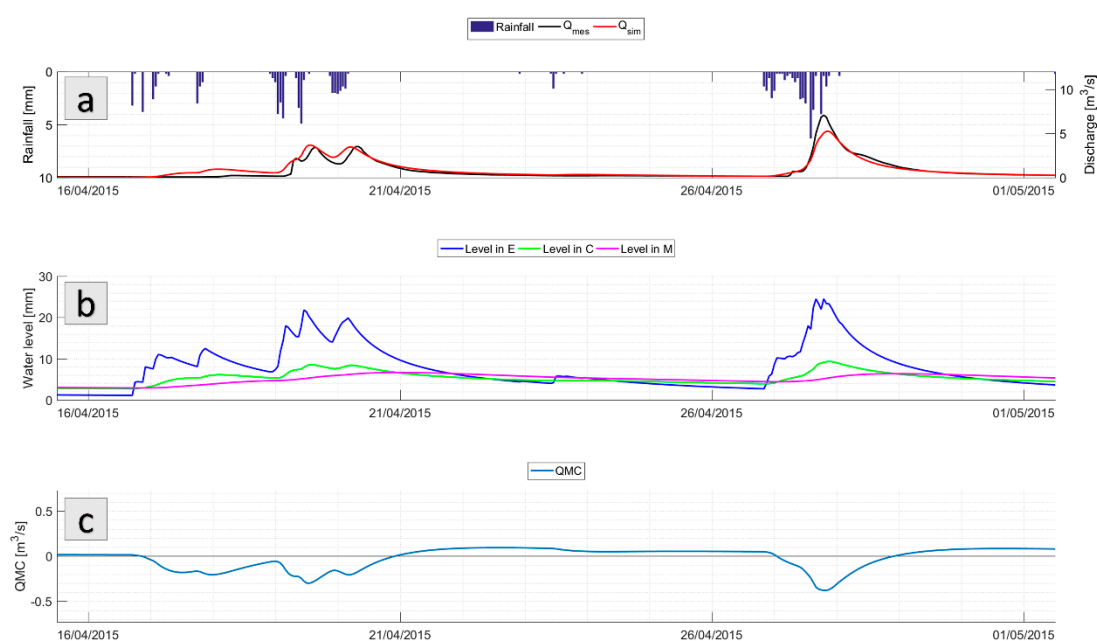 Rainfall Q_mes Q_sim
a
Rainfall [mm]
0
5
10
Discharge [m³/s]
10
5
0
16/04/2015 21/04/2015 26/04/2015 01/05/2015
Level in E Level in C Level in M
b
Water level [mm]
30
20
10
0
16/04/2015 21/04/2015 26/04/2015 01/05/2015
QMC
c
QMC [m³/s]
0.5
0
-0.5
16/04/2015 21/04/2015 26/04/2015 01/05/2015